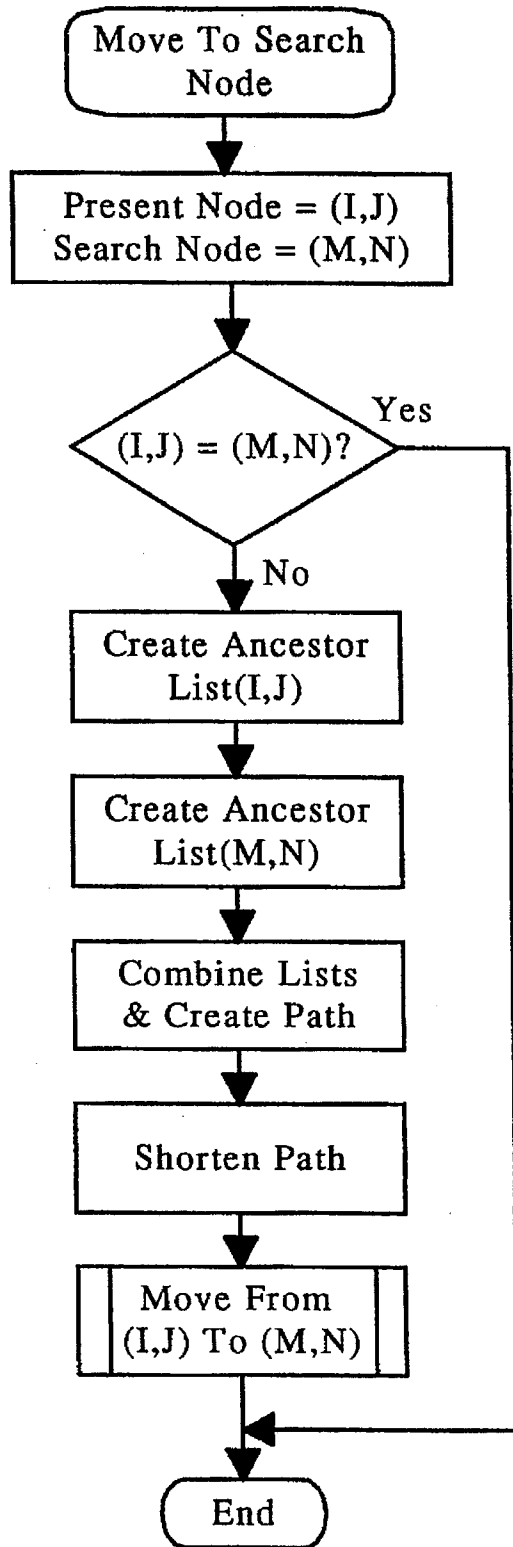 Move To Search
Node
Present Node = (I,J)
Search Node = (M,N)
(I,J) = (M,N)?
Yes
No
Create Ancestor
List(I,J)
Create Ancestor
List(M,N)
Combine Lists
& Create Path
Shorten Path
Move From
(I,J) To (M,N)
End